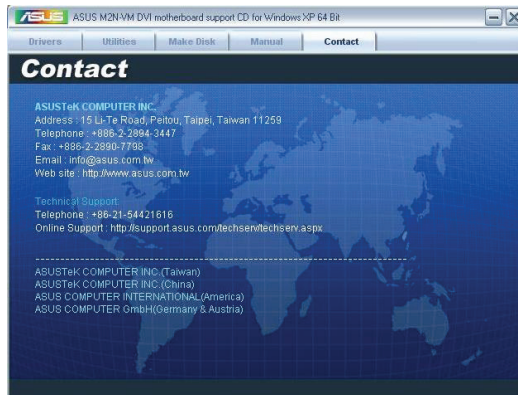 ASUS M2N-VM DVI motherboard support CD for Windows XP 64 Bit
Drivers Utilities Make Disk Manual Contact
Contact
ASUSTeK COMPUTER INC.
Address : 15 Li-Te Road, Peitou, Taipei, Taiwan 11259
Telephone : +886-2-2894-3447
Fax : +886-2-2890-7798
Email : info@asus.com.tw
Web site : http://www.asus.com.tw
Technical Support:
Telephone : +86-21-54421616
Online Support : http://support.asus.com/techserv/techserv.aspx
ASUSTeK COMPUTER INC.(Taiwan)
ASUSTeK COMPUTER INC.(China)
ASUS COMPUTER INTERNATIONAL(America)
ASUS COMPUTER GmbH(Germany & Austria)